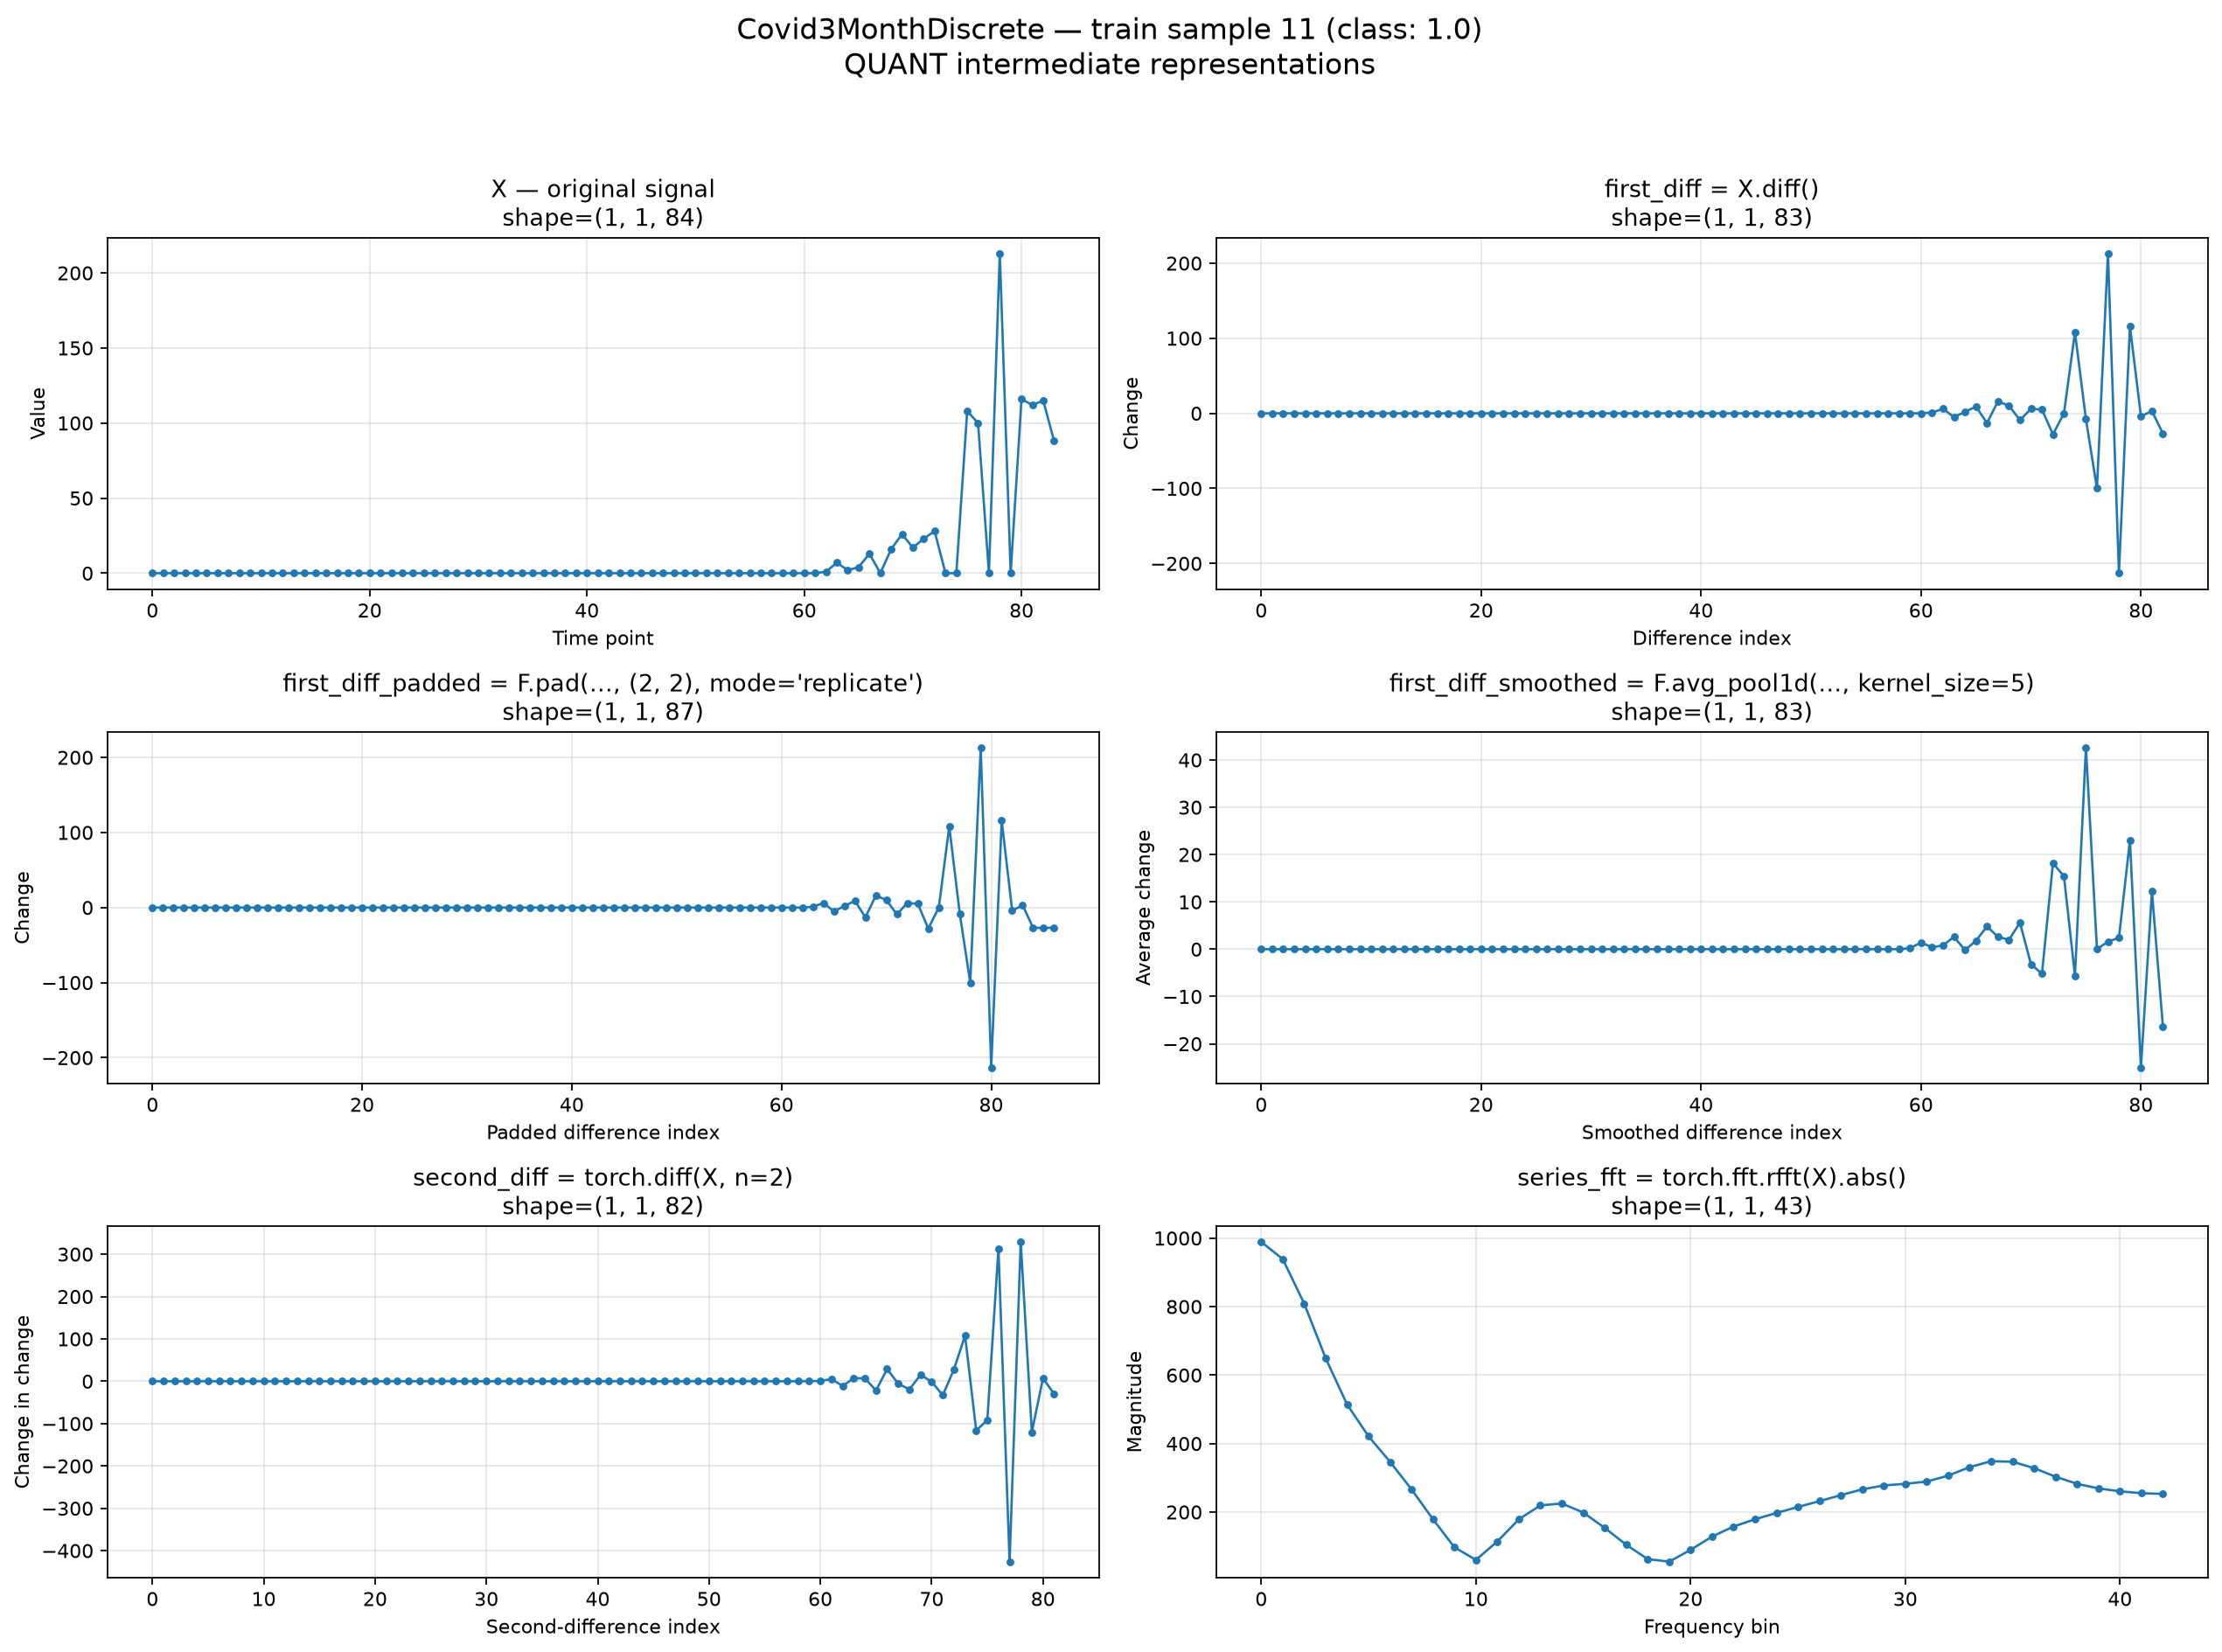 Covid3MonthDiscrete — train sample 11 (class: 1.0)
QUANT intermediate representations
X — original signal
shape=(1, 1, 84)
200
150
100
50
0
Value
0 20 40 60 80
Time point
first_diff = X.diff()
shape=(1, 1, 83)
200
100
0
−100
−200
Change
0 20 40 60 80
Difference index
first_diff_padded = F.pad(..., (2, 2), mode='replicate')
shape=(1, 1, 87)
200
100
0
−100
−200
Change
0 20 40 60 80
Padded difference index
first_diff_smoothed = F.avg_pool1d(..., kernel_size=5)
shape=(1, 1, 83)
40
30
20
10
0
−10
−20
Average change
0 20 40 60 80
Smoothed difference index
second_diff = torch.diff(X, n=2)
shape=(1, 1, 82)
300
200
100
0
−100
−200
−300
−400
Change in change
0 10 20 30 40 50 60 70 80
Second-difference index
series_fft = torch.fft.rfft(X).abs()
shape=(1, 1, 43)
1000
800
600
400
200
Magnitude
0 10 20 30 40
Frequency bin